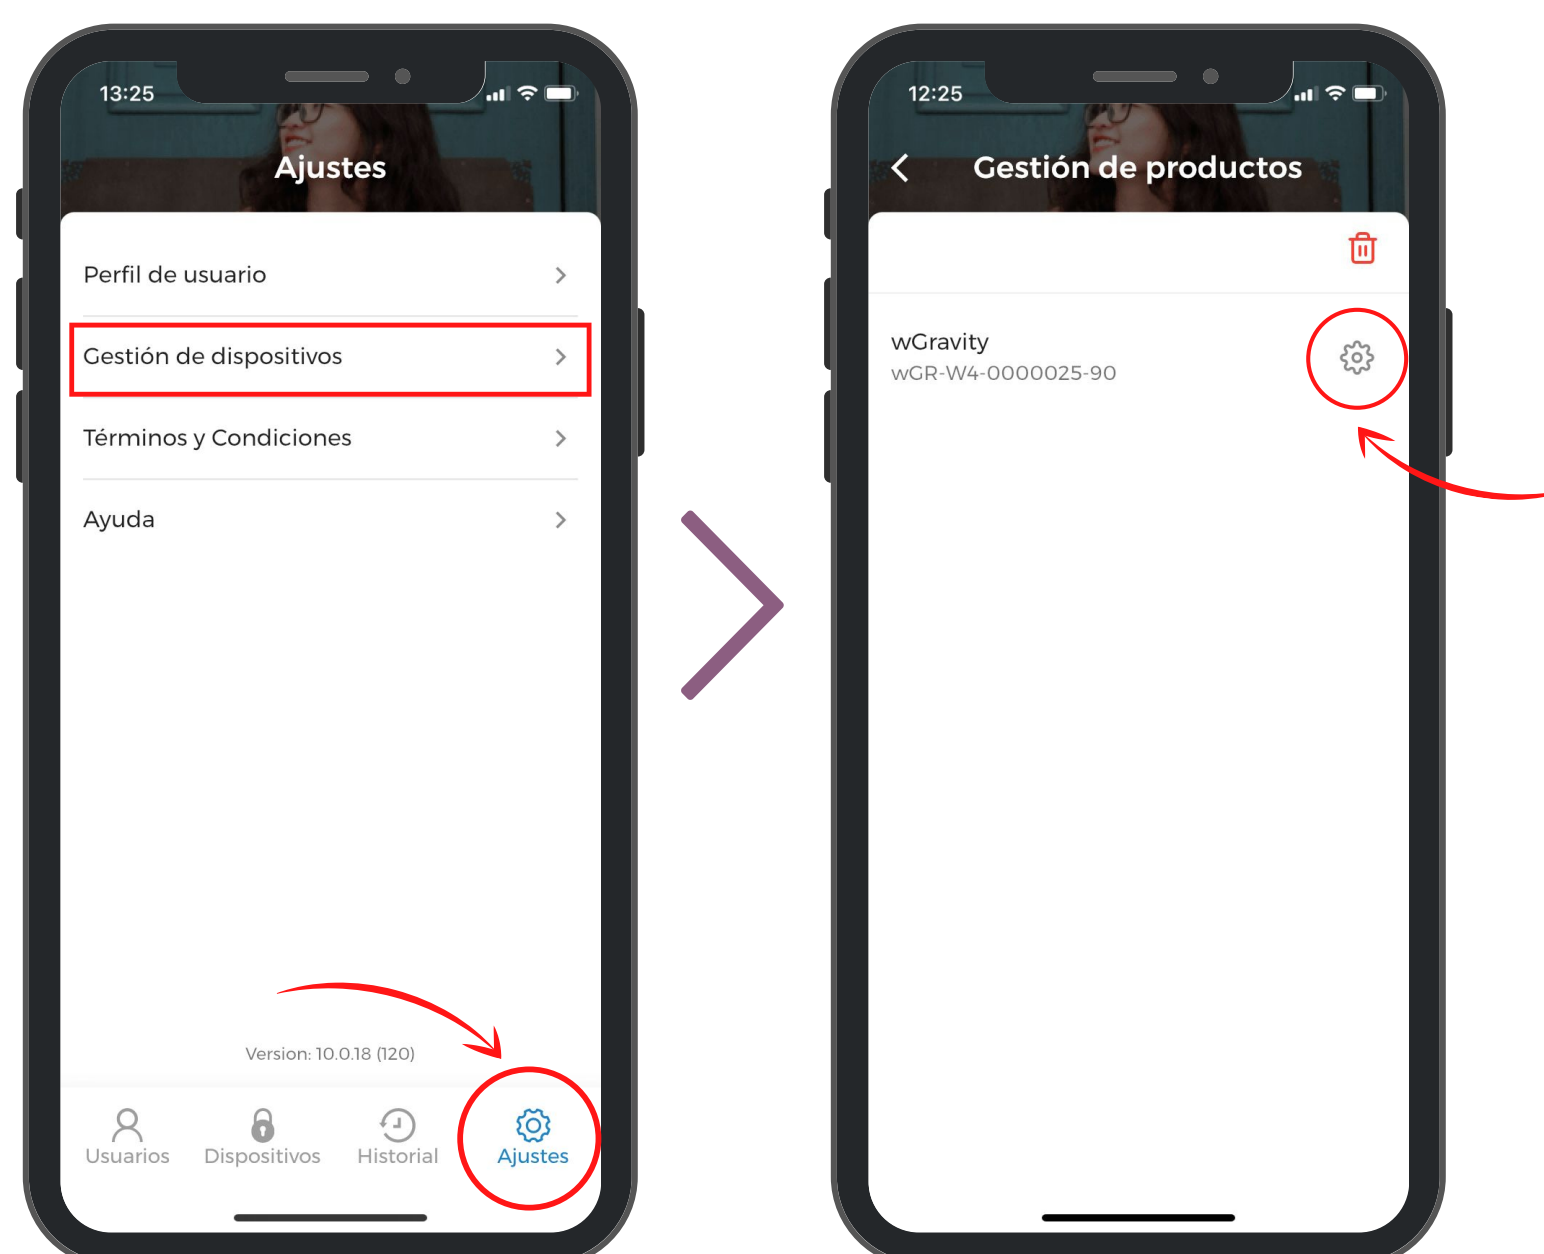 13:25
Ajustes
Perfil de usuario
Gestión de dispositivos
Términos y Condiciones
Ayuda
Version: 10.0.18 (120)
Usuarios
Dispositivos
Historial
Ajustes
12:25
Gestión de productos
wGravity
wGR-W4-0000025-90